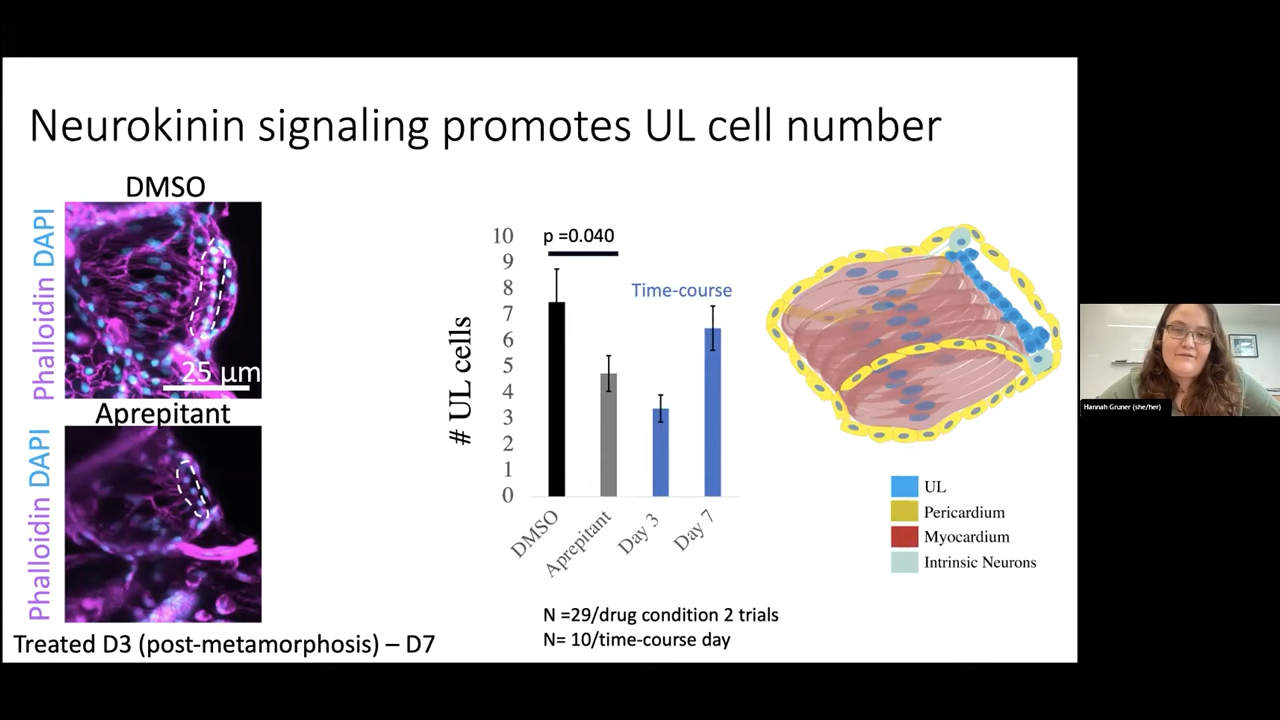 Neurokinin signaling promotes UL cell number
DMSO
Phalloidin DAPI
25 µm
Aprepitant
Phalloidin DAPI
Treated D3 (post-metamorphosis) – D7
# UL cells
10
9
8
7
6
5
4
3
2
1
0
p =0.040
Time-course
DMSO
Aprepitant
Day 3
Day 7
N =29/drug condition 2 trials
N= 10/time-course day
UL
Pericardium
Myocardium
Intrinsic Neurons
Hannah Gruner (she/her)